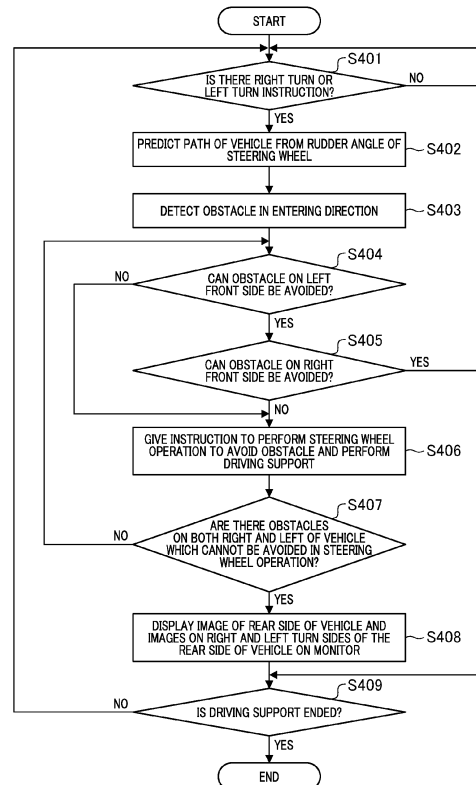 START
S401
IS THERE RIGHT TURN OR
LEFT TURN INSTRUCTION?
NO
YES
PREDICT PATH OF VEHICLE FROM RUDDER ANGLE OF
STEERING WHEEL
S402
DETECT OBSTACLE IN ENTERING DIRECTION
S403
S404
NO
CAN OBSTACLE ON LEFT
FRONT SIDE BE AVOIDED?
YES
S405
CAN OBSTACLE ON RIGHT
FRONT SIDE BE AVOIDED?
YES
NO
GIVE INSTRUCTION TO PERFORM STEERING WHEEL
OPERATION TO AVOID OBSTACLE AND PERFORM
DRIVING SUPPORT
S406
S407
NO
ARE THERE OBSTACLES
ON BOTH RIGHT AND LEFT OF VEHICLE
WHICH CANNOT BE AVOIDED IN STEERING
WHEEL OPERATION?
YES
DISPLAY IMAGE OF REAR SIDE OF VEHICLE AND
IMAGES ON RIGHT AND LEFT TURN SIDES OF THE
REAR SIDE OF VEHICLE ON MONITOR
S408
S409
NO
IS DRIVING SUPPORT ENDED?
YES
END